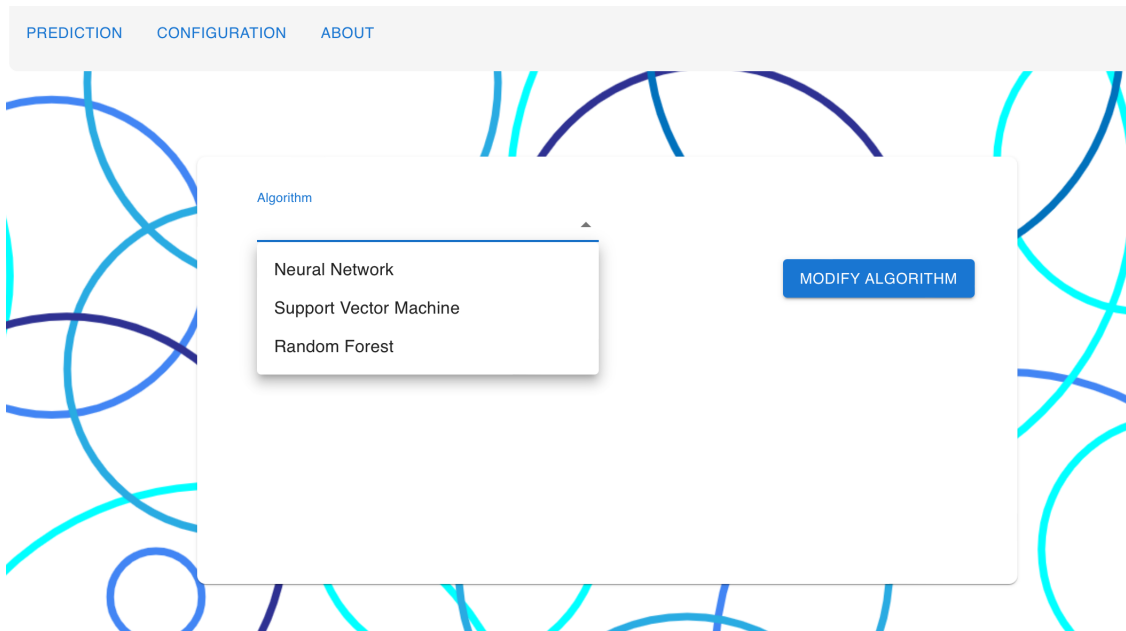 PREDICTION CONFIGURATION ABOUT
Algorithm
Neural Network
MODIFY ALGORITHM
Support Vector Machine
Random Forest